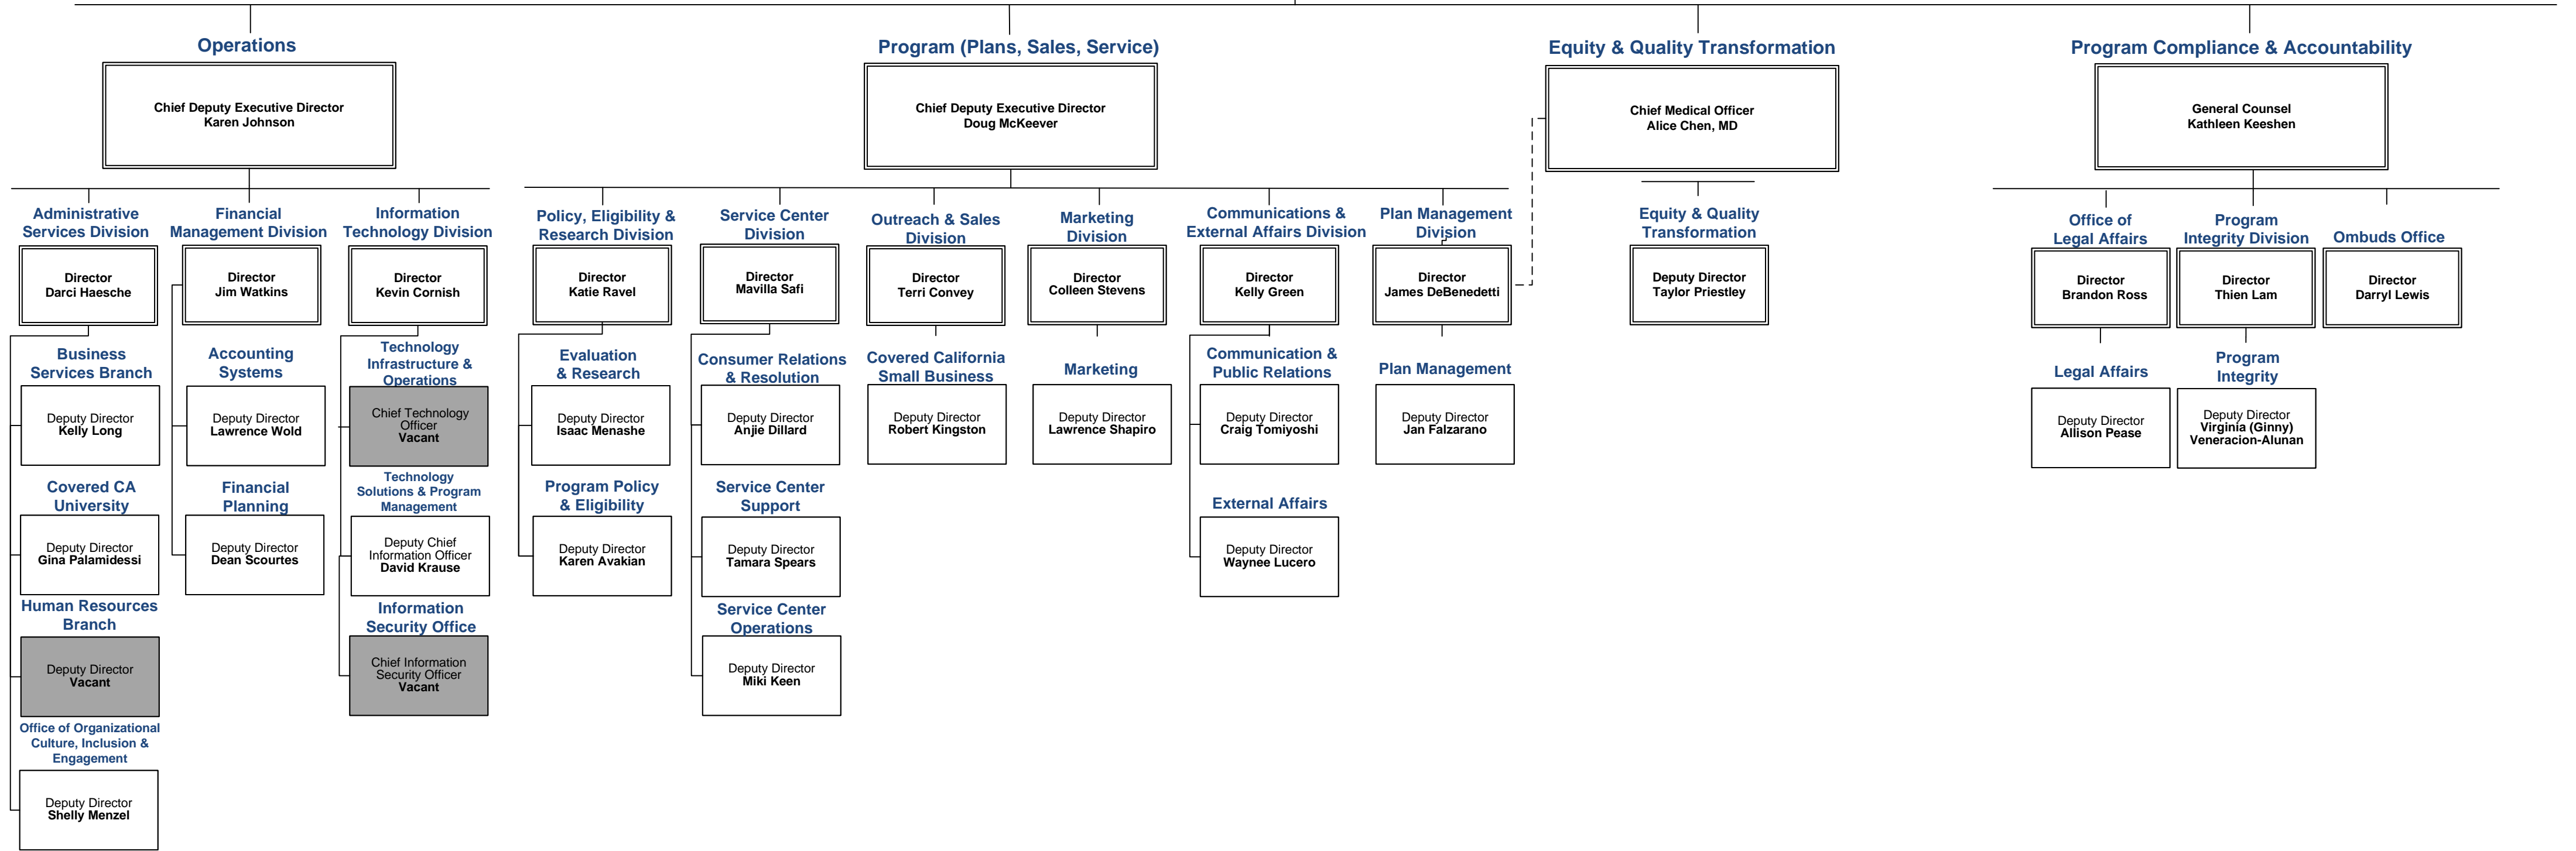 Operations
Chief Deputy Executive Director
Karen Johnson
Administrative
Services Division
Director
Darci Haesche
Business
Services Branch
Deputy Director
Kelly Long
Covered CA
University
Deputy Director
Gina Palamidessi
Human Resources
Branch
Deputy Director
Vacant
Office of Organizational
Culture, Inclusion &
Engagement
Deputy Director
Shelly Menzel
Financial
Management Division
Director
Jim Watkins
Accounting
Systems
Deputy Director
Lawrence Wold
Financial
Planning
Deputy Director
Dean Scourtes
Information
Technology Division
Director
Kevin Cornish
Technology
Infrastructure &
Operations
Chief Technology
Officer
Vacant
Technology
Solutions & Program
Management
Deputy Chief
Information Officer
David Krause
Information
Security Office
Chief Information
Security Officer
Vacant
Program (Plans, Sales, Service)
Chief Deputy Executive Director
Doug McKeever
Policy, Eligibility &
Research Division
Director
Katie Ravel
Evaluation
& Research
Deputy Director
Isaac Menashe
Program Policy
& Eligibility
Deputy Director
Karen Avakian
Service Center
Division
Director
Mavilla Safi
Consumer Relations
& Resolution
Deputy Director
Anjie Dillard
Service Center
Support
Deputy Director
Tamara Spears
Service Center
Operations
Deputy Director
Miki Keen
Outreach & Sales
Division
Director
Terri Convey
Covered California
Small Business
Deputy Director
Robert Kingston
Marketing
Division
Director
Colleen Stevens
Marketing
Deputy Director
Lawrence Shapiro
Communications &
External Affairs Division
Director
Kelly Green
Communication &
Public Relations
Deputy Director
Craig Tomiyoshi
External Affairs
Deputy Director
Waynee Lucero
Plan Management
Division
Director
James DeBenedetti
Plan Management
Deputy Director
Jan Falzarano
Equity & Quality Transformation
Chief Medical Officer
Alice Chen, MD
Equity & Quality
Transformation
Deputy Director
Taylor Priestley
Program Compliance & Accountability
General Counsel
Kathleen Keeshen
Office of
Legal Affairs
Director
Brandon Ross
Legal Affairs
Deputy Director
Allison Pease
Program
Integrity Division
Director
Thien Lam
Program
Integrity
Deputy Director
Virginia (Ginny)
Veneracion-Alunan
Ombuds Office
Director
Darryl Lewis